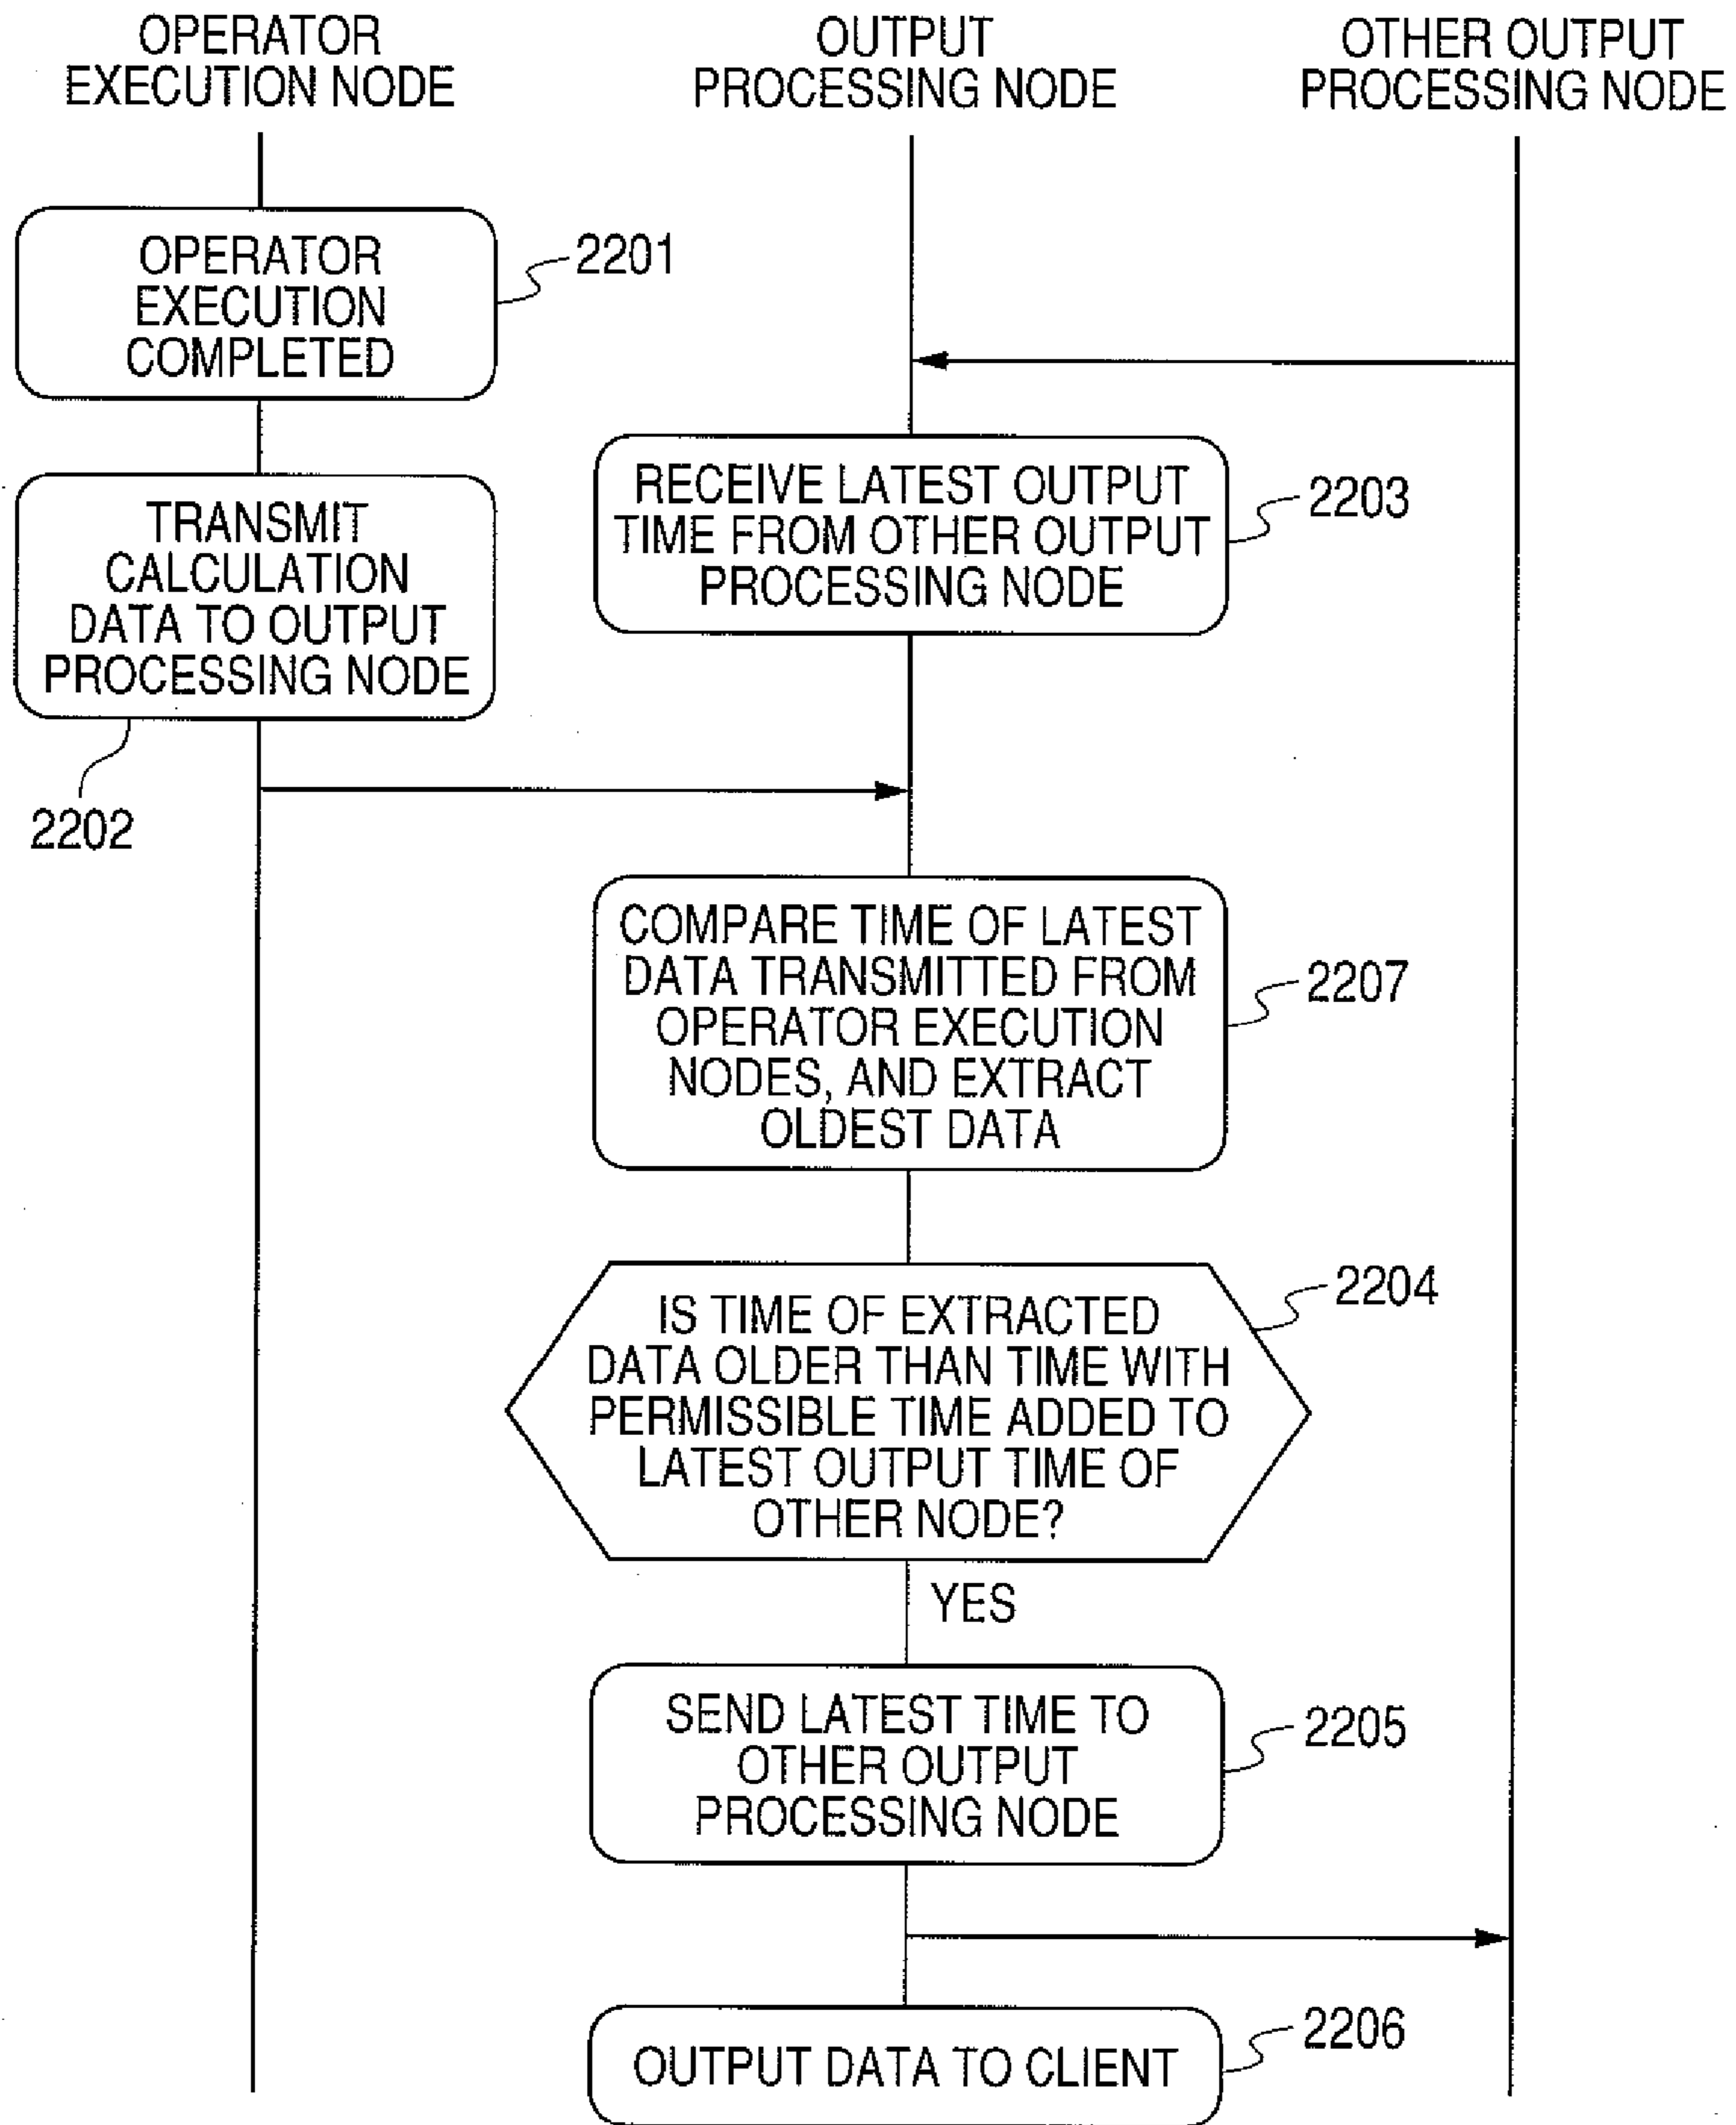 OPERATOR
EXECUTION NODE
OUTPUT
PROCESSING NODE
OTHER OUTPUT
PROCESSING NODE
OPERATOR
EXECUTION
COMPLETED
2201
TRANSMIT
CALCULATION
DATA TO OUTPUT
PROCESSING NODE
2202
RECEIVE LATEST OUTPUT
TIME FROM OTHER OUTPUT
PROCESSING NODE
2203
COMPARE TIME OF LATEST
DATA TRANSMITTED FROM
OPERATOR EXECUTION
NODES, AND EXTRACT
OLDEST DATA
2207
IS TIME OF EXTRACTED
DATA OLDER THAN TIME WITH
PERMISSIBLE TIME ADDED TO
LATEST OUTPUT TIME OF
OTHER NODE?
2204
YES
SEND LATEST TIME TO
OTHER OUTPUT
PROCESSING NODE
2205
OUTPUT DATA TO CLIENT
2206